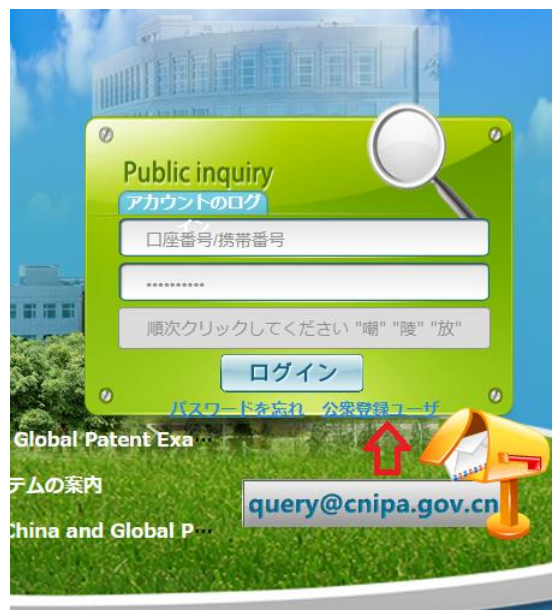 Public inquiry
アカウントのログ
イン
口座番号/携帯番号
••••••••••
順次クリックしてください "嘲" "陵" "放"
ログイン
パスワードを忘れ 公衆登録ユーザ
Global Patent Exa…
テムの案内
China and Global P…
query@cnipa.gov.cn